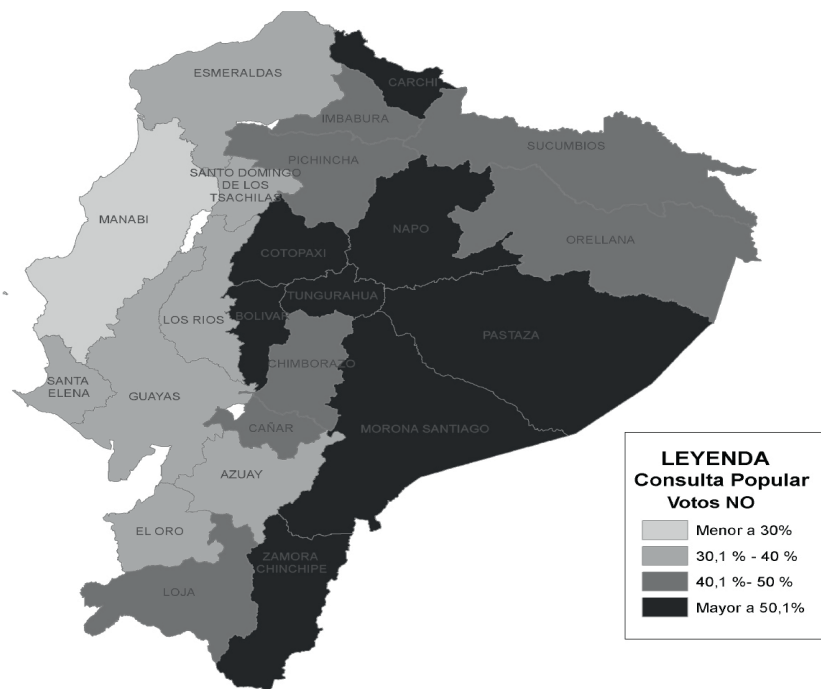 ESMERALDAS
CARCHI
IMBABURA
SUCUMBIOS
PICHINCHA
SANTO DOMINGO
DE LOS
TSACHILAS
MANABI
NAPO
ORELLANA
COTOPAXI
TUNGURAHUA
BOLIVAR
LOS RIOS
PASTAZA
CHIMBORAZO
SANTA
ELENA
GUAYAS
CAÑAR
MORONA SANTIAGO
AZUAY
EL ORO
ZAMORA
CHINCHIPE
LOJA
LEYENDA
Consulta Popular
Votos NO
Menor a 30%
30,1 % - 40 %
40,1 %- 50 %
Mayor a 50,1%